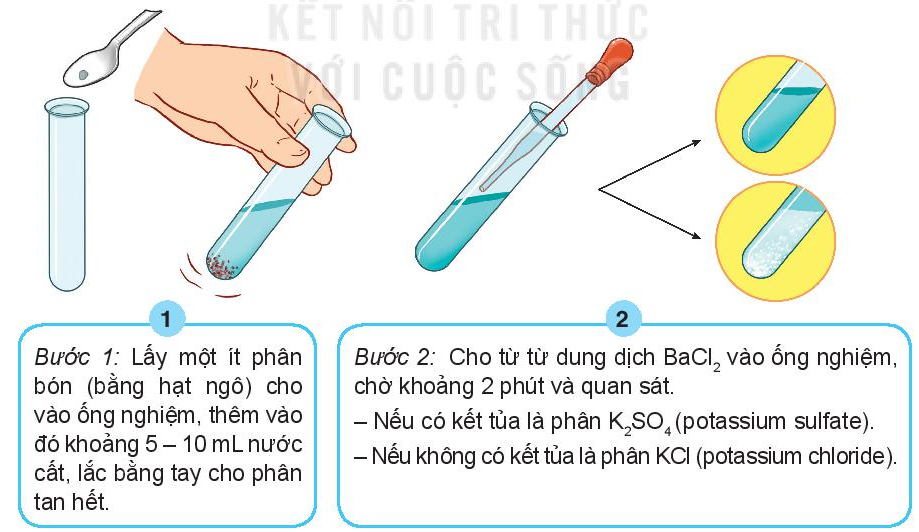 KẾT NỐI TRI THỨC
VỚI CUỘC SỐNG
1
Bước 1: Lấy một ít phân
bón (bằng hạt ngô) cho
vào ống nghiệm, thêm vào
đó khoảng 5 – 10 mL nước
cất, lắc bằng tay cho phân
tan hết.
2
Bước 2: Cho từ từ dung dịch BaCl₂ vào ống nghiệm,
chờ khoảng 2 phút và quan sát.
– Nếu có kết tủa là phân K₂SO₄ (potassium sulfate).
– Nếu không có kết tủa là phân KCl (potassium chloride).